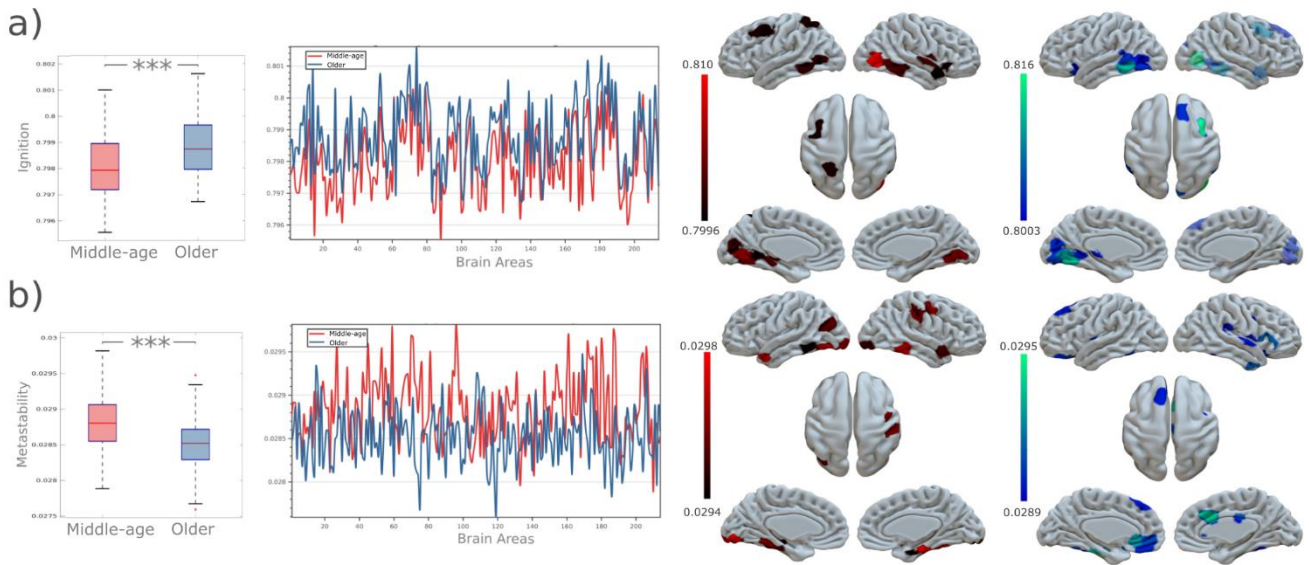 a)
***
Ignition
0.802
0.801
0.8
0.799
0.798
0.797
0.796
Middle-age
Older
Middle-age
Older
0.801
0.8
0.799
0.798
0.797
0.796
20 40 60 80 100 120 140 160 180 200
Brain Areas
0.810
0.7996
0.816
0.8003
b)
***
Metastability
0.03
0.0295
0.029
0.0285
0.028
0.0275
Middle-age
Older
Middle-age
Older
0.0295
0.029
0.0285
0.028
20 40 60 80 100 120 140 160 180 200
Brain Areas
0.0298
0.0294
0.0295
0.0289